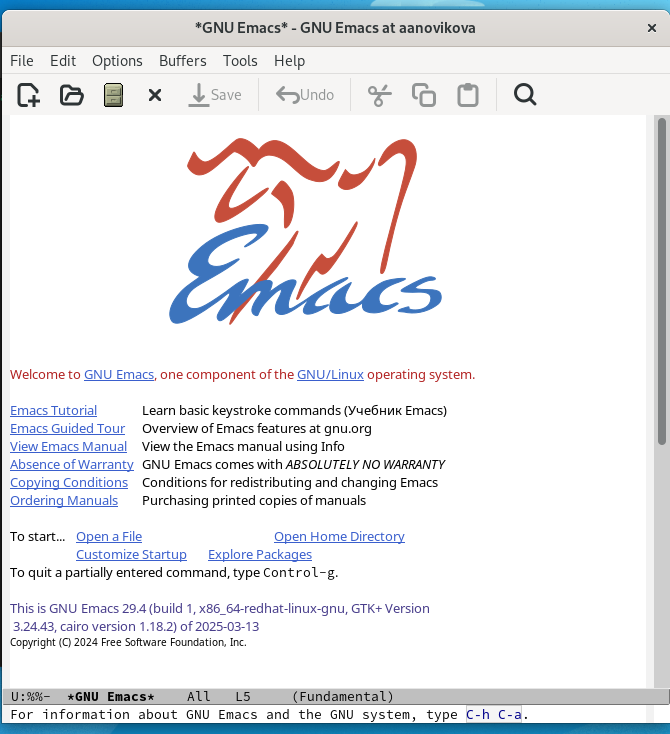 *GNU Emacs* - GNU Emacs at aanovikova
File Edit Options Buffers Tools Help
Save Undo
Emacs
Welcome to GNU Emacs, one component of the GNU/Linux operating system.
Emacs Tutorial Learn basic keystroke commands (Учебник Emacs)
Emacs Guided Tour Overview of Emacs features at gnu.org
View Emacs Manual View the Emacs manual using Info
Absence of Warranty GNU Emacs comes with ABSOLUTELY NO WARRANTY
Copying Conditions Conditions for redistributing and changing Emacs
Ordering Manuals Purchasing printed copies of manuals
To start... Open a File Open Home Directory
Customize Startup Explore Packages
To quit a partially entered command, type Control-g.
This is GNU Emacs 29.4 (build 1, x86_64-redhat-linux-gnu, GTK+ Version
3.24.43, cairo version 1.18.2) of 2025-03-13
Copyright (C) 2024 Free Software Foundation, Inc.
U:%%- *GNU Emacs* All L5 (Fundamental)
For information about GNU Emacs and the GNU system, type C-h C-a.